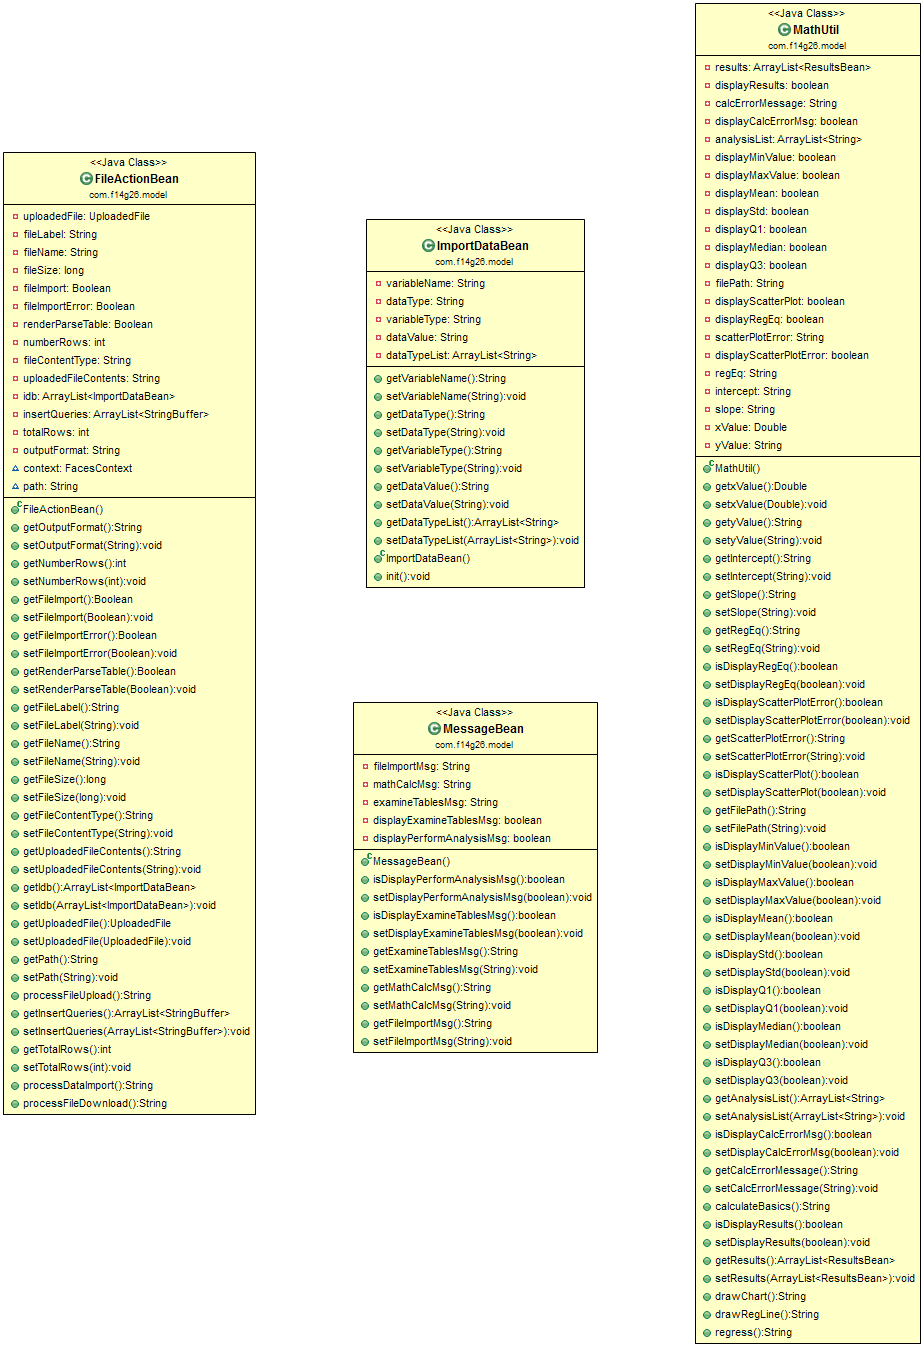 <<Java Class>>
FileActionBean
com.f14g26.model
uploadedFile: UploadedFile
fileLabel: String
fileName: String
fileSize: long
fileImport: Boolean
fileImportError: Boolean
renderParseTable: Boolean
numberRows: int
fileContentType: String
uploadedFileContents: String
idb: ArrayList<ImportDataBean>
insertQueries: ArrayList<StringBuffer>
totalRows: int
outputFormat: String
context: FacesContext
path: String
FileActionBean()
getOutputFormat():String
setOutputFormat(String):void
getNumberRows():int
setNumberRows(int):void
getFileImport():Boolean
setFileImport(Boolean):void
getFileImportError():Boolean
setFileImportError(Boolean):void
getRenderParseTable():Boolean
setRenderParseTable(Boolean):void
getFileLabel():String
setFileLabel(String):void
getFileName():String
setFileName(String):void
getFileSize():long
setFileSize(long):void
getFileContentType():String
setFileContentType(String):void
getUploadedFileContents():String
setUploadedFileContents(String):void
getIdb():ArrayList<ImportDataBean>
setIdb(ArrayList<ImportDataBean>):void
getUploadedFile():UploadedFile
setUploadedFile(UploadedFile):void
getPath():String
setPath(String):void
processFileUpload():String
getInsertQueries():ArrayList<StringBuffer>
setInsertQueries(ArrayList<StringBuffer>):void
getTotalRows():int
setTotalRows(int):void
processDataImport():String
processFileDownload():String
<<Java Class>>
ImportDataBean
com.f14g26.model
variableName: String
dataType: String
variableType: String
dataValue: String
dataTypeList: ArrayList<String>
getVariableName():String
setVariableName(String):void
getDataType():String
setDataType(String):void
getVariableType():String
setVariableType(String):void
getDataValue():String
setDataValue(String):void
getDataTypeList():ArrayList<String>
setDataTypeList(ArrayList<String>):void
ImportDataBean()
init():void
<<Java Class>>
MessageBean
com.f14g26.model
fileImportMsg: String
mathCalcMsg: String
examineTablesMsg: String
displayExamineTablesMsg: boolean
displayPerformAnalysisMsg: boolean
MessageBean()
isDisplayPerformAnalysisMsg():boolean
setDisplayPerformAnalysisMsg(boolean):void
isDisplayExamineTablesMsg():boolean
setDisplayExamineTablesMsg(boolean):void
getExamineTablesMsg():String
setExamineTablesMsg(String):void
getMathCalcMsg():String
setMathCalcMsg(String):void
getFileImportMsg():String
setFileImportMsg(String):void
<<Java Class>>
MathUtil
com.f14g26.model
results: ArrayList<ResultsBean>
displayResults: boolean
calcErrorMessage: String
displayCalcErrorMsg: boolean
analysisList: ArrayList<String>
displayMinValue: boolean
displayMaxValue: boolean
displayMean: boolean
displayStd: boolean
displayQ1: boolean
displayMedian: boolean
displayQ3: boolean
filePath: String
displayScatterPlot: boolean
displayRegEq: boolean
scatterPlotError: String
displayScatterPlotError: boolean
regEq: String
intercept: String
slope: String
xValue: Double
yValue: String
MathUtil()
getxValue():Double
setxValue(Double):void
getyValue():String
setyValue(String):void
getIntercept():String
setIntercept(String):void
getSlope():String
setSlope(String):void
getRegEq():String
setRegEq(String):void
isDisplayRegEq():boolean
setDisplayRegEq(boolean):void
isDisplayScatterPlotError():boolean
setDisplayScatterPlotError(boolean):void
getScatterPlotError():String
setScatterPlotError(String):void
isDisplayScatterPlot():boolean
setDisplayScatterPlot(boolean):void
getFilePath():String
setFilePath(String):void
isDisplayMinValue():boolean
setDisplayMinValue(boolean):void
isDisplayMaxValue():boolean
setDisplayMaxValue(boolean):void
isDisplayMean():boolean
setDisplayMean(boolean):void
isDisplayStd():boolean
setDisplayStd(boolean):void
isDisplayQ1():boolean
setDisplayQ1(boolean):void
isDisplayMedian():boolean
setDisplayMedian(boolean):void
isDisplayQ3():boolean
setDisplayQ3(boolean):void
getAnalysisList():ArrayList<String>
setAnalysisList(ArrayList<String>):void
isDisplayCalcErrorMsg():boolean
setDisplayCalcErrorMsg(boolean):void
getCalcErrorMessage():String
setCalcErrorMessage(String):void
calculateBasics():String
isDisplayResults():boolean
setDisplayResults(boolean):void
getResults():ArrayList<ResultsBean>
setResults(ArrayList<ResultsBean>):void
drawChart():String
drawRegLine():String
regress():String